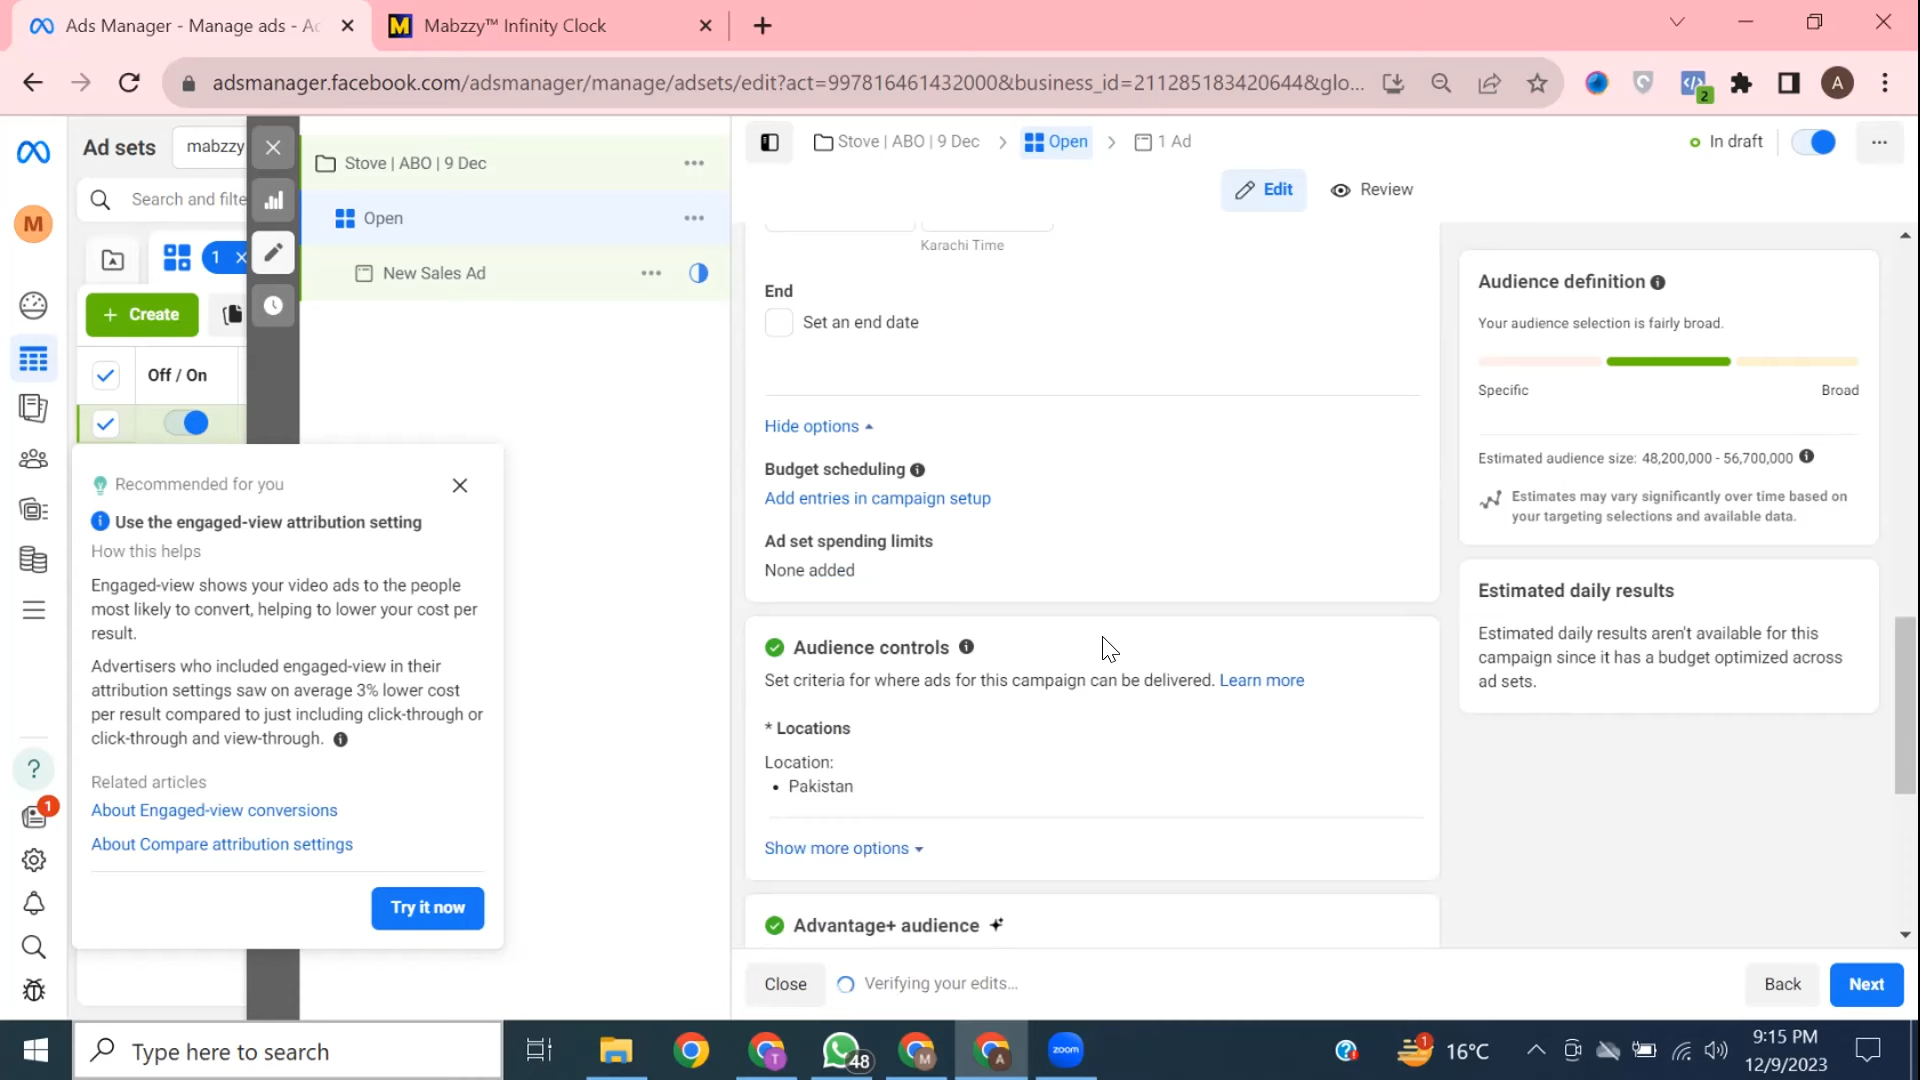 Ads Manager - Manage ads - Ac
Mabzzy™ Infinity Clock
adsmanager.facebook.com/adsmanager/manage/adsets/edit?act=997816461432000&business_id=211285183420644&glo...
2
A
Ad sets
mabzzy
Search and filte
M
1
Create
Off / On
Stove | ABO | 9 Dec
Open
New Sales Ad
Stove | ABO | 9 Dec
Open
1 Ad
In draft
Edit
Review
Karachi Time
End
Set an end date
Hide options
Budget scheduling
Add entries in campaign setup
Ad set spending limits
None added
Audience controls
Set criteria for where ads for this campaign can be delivered. Learn more
* Locations
Location:
• Pakistan
Show more options
Advantage+ audience
Audience definition
Your audience selection is fairly broad.
Specific
Broad
Estimated audience size: 48,200,000 - 56,700,000
Estimates may vary significantly over time based on
your targeting selections and available data.
Estimated daily results
Estimated daily results aren't available for this
campaign since it has a budget optimized across
ad sets.
Recommended for you
Use the engaged-view attribution setting
How this helps
Engaged-view shows your video ads to the people
most likely to convert, helping to lower your cost per
result.
Advertisers who included engaged-view in their
attribution settings saw on average 3% lower cost
per result compared to just including click-through or
click-through and view-through.
Related articles
About Engaged-view conversions
About Compare attribution settings
Try it now
1
Close
Verifying your edits...
Back
Next
Type here to search
T
48
M
A
zoom
1
16°C
9:15 PM
12/9/2023